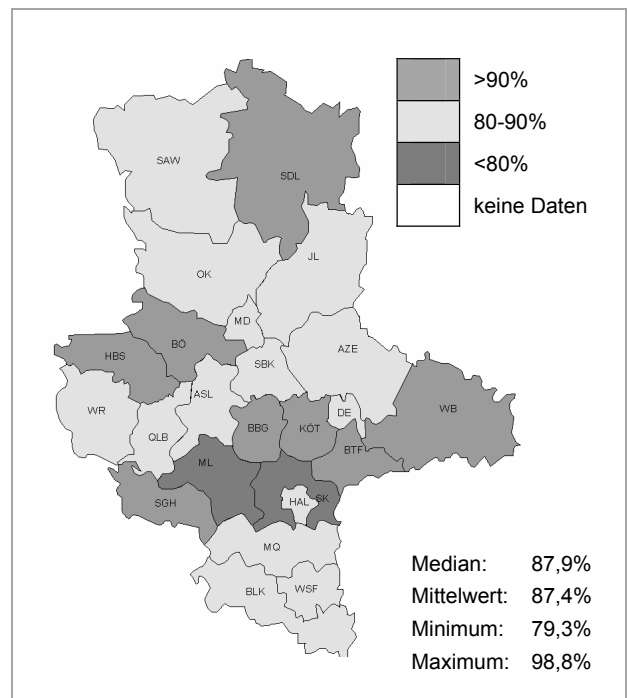 >90%
80-90%
<80%
keine Daten
SAW
SDL
JL
OK
MD
BÖ
HBS
AZE
SBK
ASL
WR
DE
WB
QLB
BBG
KÖT
BTF
ML
SGH
HAL
SK
MQ
BLK
WSF
Median: 87,9%
Mittelwert: 87,4%
Minimum: 79,3%
Maximum: 98,8%